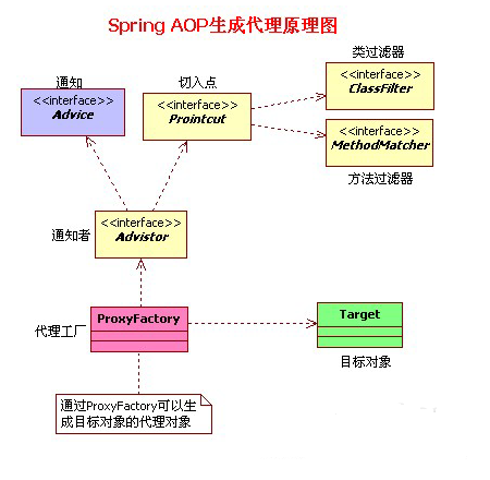 Spring AOP生成代理原理图
类过滤器
<<interface>>
ClassFilter
通知
<<interface>>
Advice
切入点
<<interface>>
Prointcut
<<interface>>
MethodMatcher
方法过滤器
通知者
<<interface>>
Advistor
代理工厂
ProxyFactory
Target
目标对象
通过ProxyFactory可以生
成目标对象的代理对象